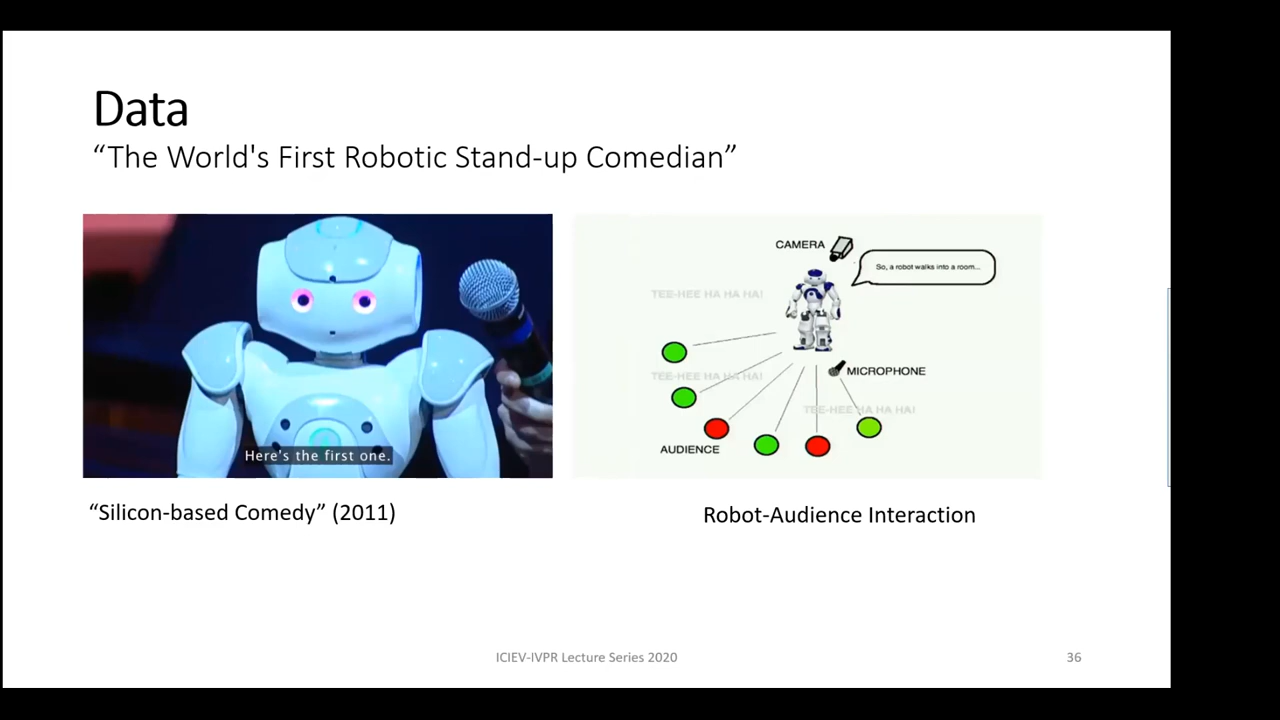 Data
“The World's First Robotic Stand-up Comedian”
Here's the first one.
CAMERA
So, a robot walks into a room...
TEE-HEE HA HA HA!
TEE-HEE HA HA HA!
MICROPHONE
TEE-HEE HA HA HA!
AUDIENCE
“Silicon-based Comedy” (2011)
Robot-Audience Interaction
ICIEV-IVPR Lecture Series 2020
36